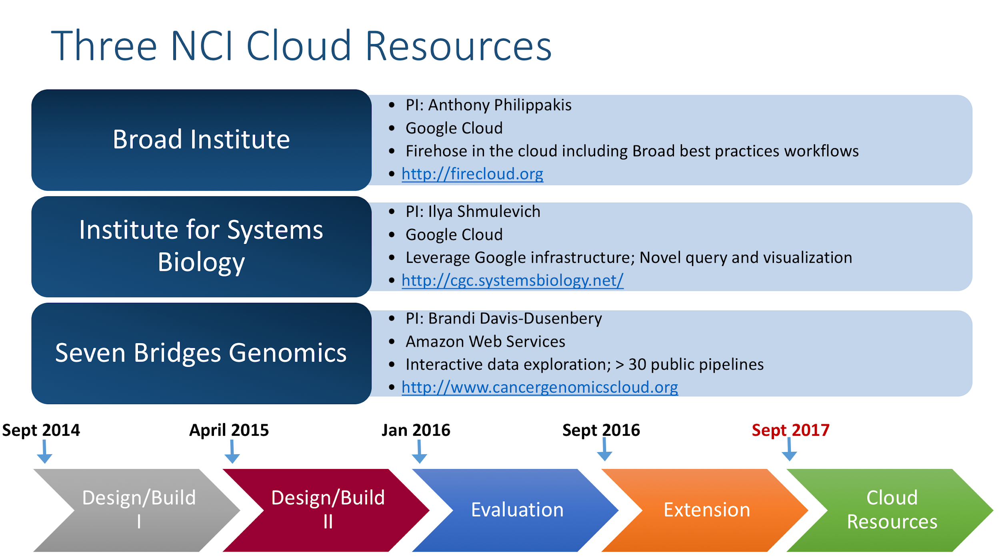 Three NCI Cloud Resources
Broad Institute
• PI: Anthony Philippakis
• Google Cloud
• Firehose in the cloud including Broad best practices workflows
• http://firecloud.org
Institute for Systems
Biology
• PI: Ilya Shmulevich
• Google Cloud
• Leverage Google infrastructure; Novel query and visualization
• http://cgc.systemsbiology.net/
Seven Bridges Genomics
• PI: Brandi Davis-Dusenbery
• Amazon Web Services
• Interactive data exploration; > 30 public pipelines
• http://www.cancergenomicscloud.org
Sept 2014
April 2015
Jan 2016
Sept 2016
Sept 2017
Design/Build
I
Design/Build
II
Evaluation
Extension
Cloud
Resources